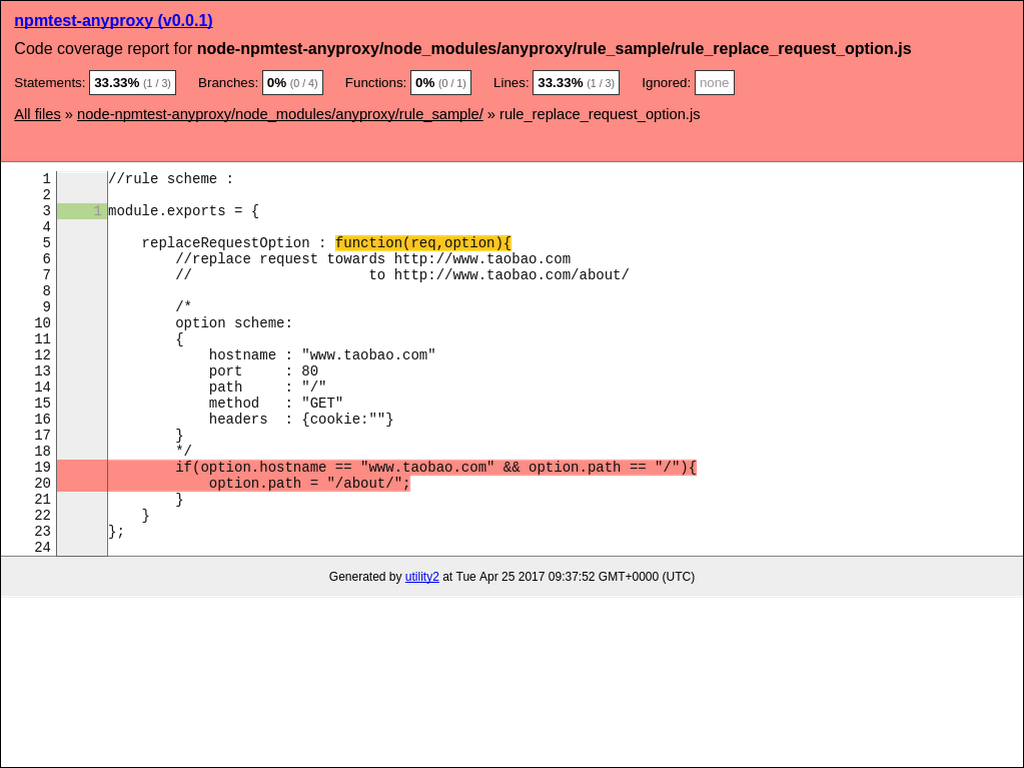 npmtest-anyproxy (v0.0.1)
Code coverage report for node-npmtest-anyproxy/node_modules/anyproxy/rule_sample/rule_replace_request_option.js
Statements: 33.33% (1 / 3) Branches: 0% (0 / 4) Functions: 0% (0 / 1) Lines: 33.33% (1 / 3) Ignored: none
All files » node-npmtest-anyproxy/node_modules/anyproxy/rule_sample/ » rule_replace_request_option.js
1 //rule scheme :
2
3 1 module.exports = {
4
5     replaceRequestOption : function(req,option){
6         //replace request towards http://www.taobao.com
7         //                     to http://www.taobao.com/about/
8
9         /*
10         option scheme:
11         {
12             hostname : "www.taobao.com"
13             port     : 80
14             path     : "/"
15             method   : "GET"
16             headers  : {cookie:""}
17         }
18         */
19         if(option.hostname == "www.taobao.com" && option.path == "/"){
20             option.path = "/about/";
21         }
22     }
23 };
24
Generated by utility2 at Tue Apr 25 2017 09:37:52 GMT+0000 (UTC)